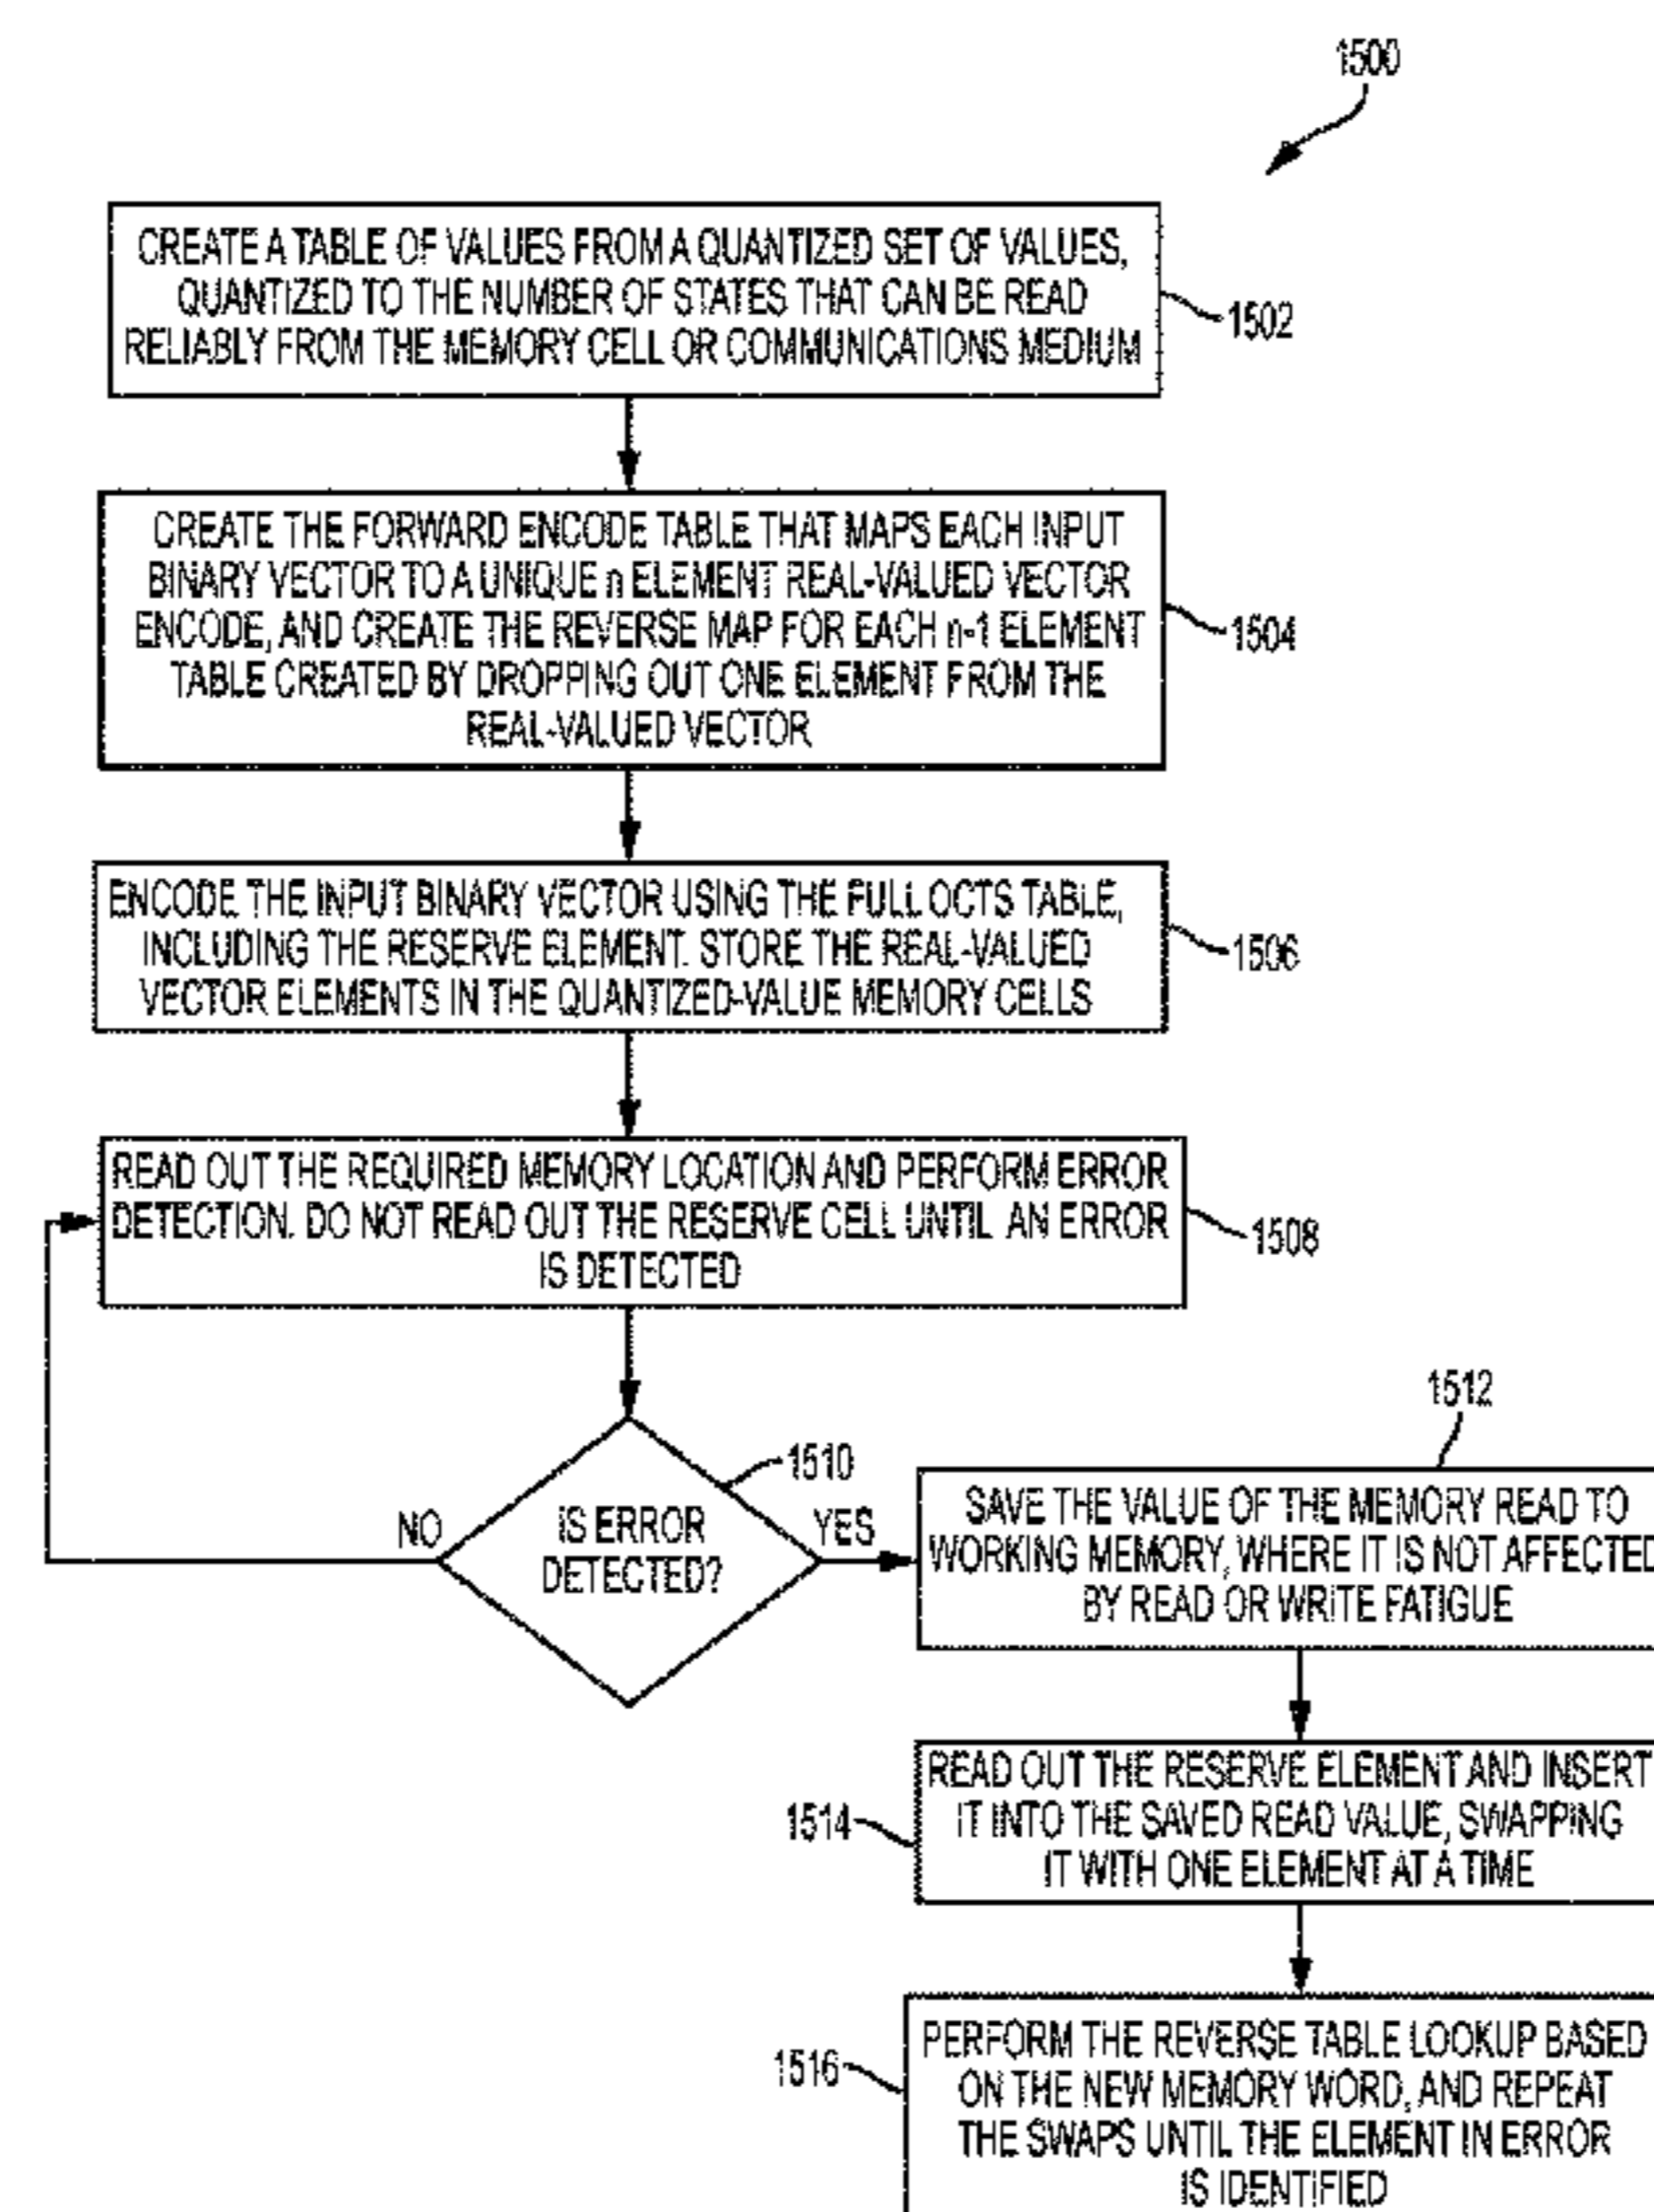 1500
CREATE A TABLE OF VALUES FROM A QUANTIZED SET OF VALUES,
QUANTIZED TO THE NUMBER OF STATES THAT CAN BE READ
RELIABLY FROM THE MEMORY CELL OR COMMUNICATIONS MEDIUM
1502
CREATE THE FORWARD ENCODE TABLE THAT MAPS EACH INPUT
BINARY VECTOR TO A UNIQUE n ELEMENT REAL-VALUED VECTOR
ENCODE, AND CREATE THE REVERSE MAP FOR EACH n-1 ELEMENT
TABLE CREATED BY DROPPING OUT ONE ELEMENT FROM THE
REAL-VALUED VECTOR
1504
ENCODE THE INPUT BINARY VECTOR USING THE FULL OCTS TABLE,
INCLUDING THE RESERVE ELEMENT. STORE THE REAL-VALUED
VECTOR ELEMENTS IN THE QUANTIZED-VALUE MEMORY CELLS
1506
READ OUT THE REQUIRED MEMORY LOCATION AND PERFORM ERROR
DETECTION. DO NOT READ OUT THE RESERVE CELL UNTIL AN ERROR
IS DETECTED
1508
1510
IS ERROR
DETECTED?
NO
YES
1512
SAVE THE VALUE OF THE MEMORY READ TO
WORKING MEMORY, WHERE IT IS NOT AFFECTED
BY READ OR WRITE FATIGUE
READ OUT THE RESERVE ELEMENT AND INSERT
IT INTO THE SAVED READ VALUE, SWAPPING
IT WITH ONE ELEMENT AT A TIME
1514
PERFORM THE REVERSE TABLE LOOKUP BASED
ON THE NEW MEMORY WORD, AND REPEAT
THE SWAPS UNTIL THE ELEMENT IN ERROR
IS IDENTIFIED
1516